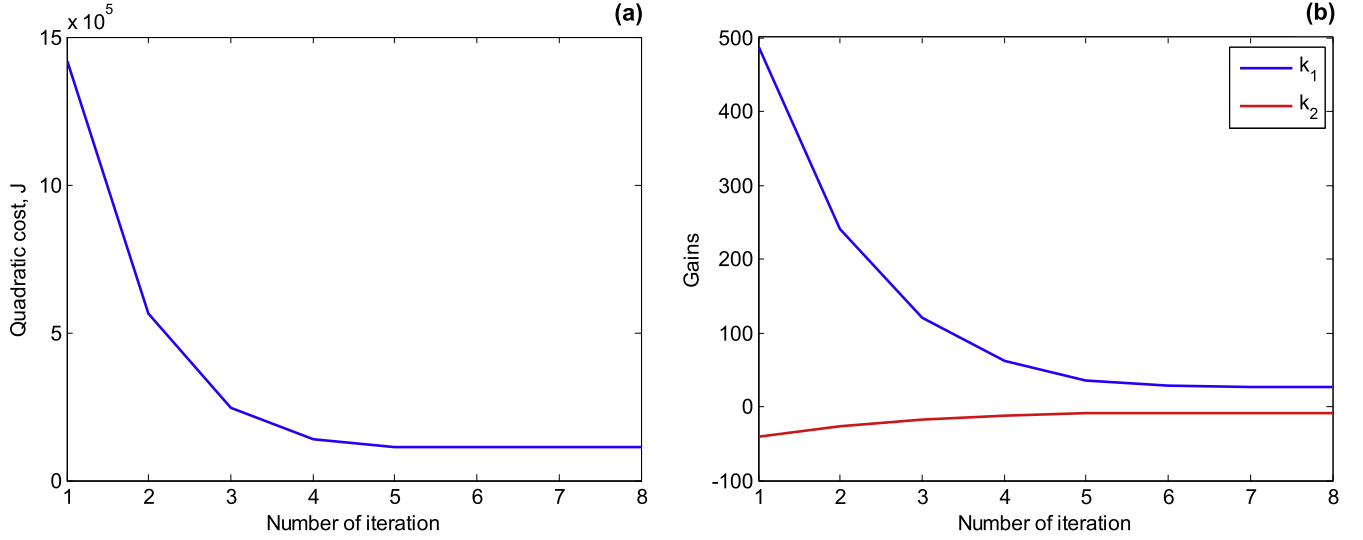 (a)
x 10^5
15
10
5
0
Quadratic cost, J
1 2 3 4 5 6 7 8
Number of iteration
(b)
500
400
300
200
100
0
-100
Gains
k_1
k_2
1 2 3 4 5 6 7 8
Number of iteration